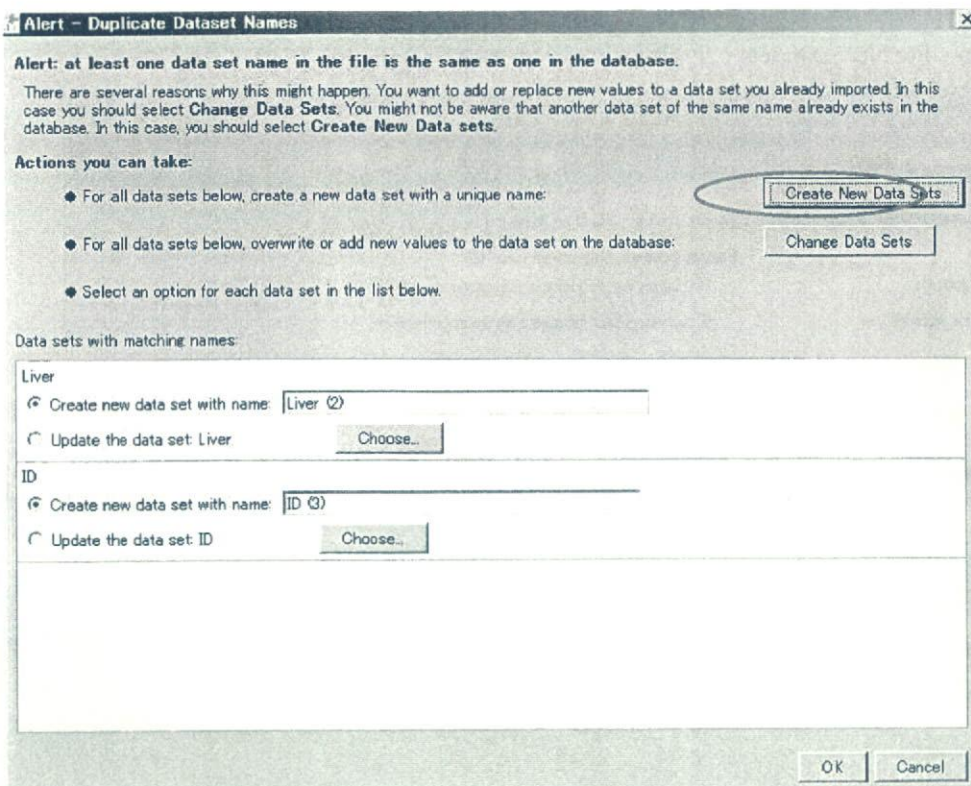 Alert - Duplicate Dataset Names
Alert: at least one data set name in the file is the same as one in the database.
There are several reasons why this might happen. You want to add or replace new values to a data set you already imported. In this
case you should select Change Data Sets. You might not be aware that another data set of the same name already exists in the
database. In this case, you should select Create New Data sets.
Actions you can take:
For all data sets below, create a new data set with a unique name:
Create New Data Sets
For all data sets below, overwrite or add new values to the data set on the database:
Change Data Sets
Select an option for each data set in the list below.
Data sets with matching names:
Liver
Create new data set with name: Liver (2)
Update the data set: Liver Choose...
ID
Create new data set with name: ID (3)
Update the data set: ID Choose...
OK Cancel